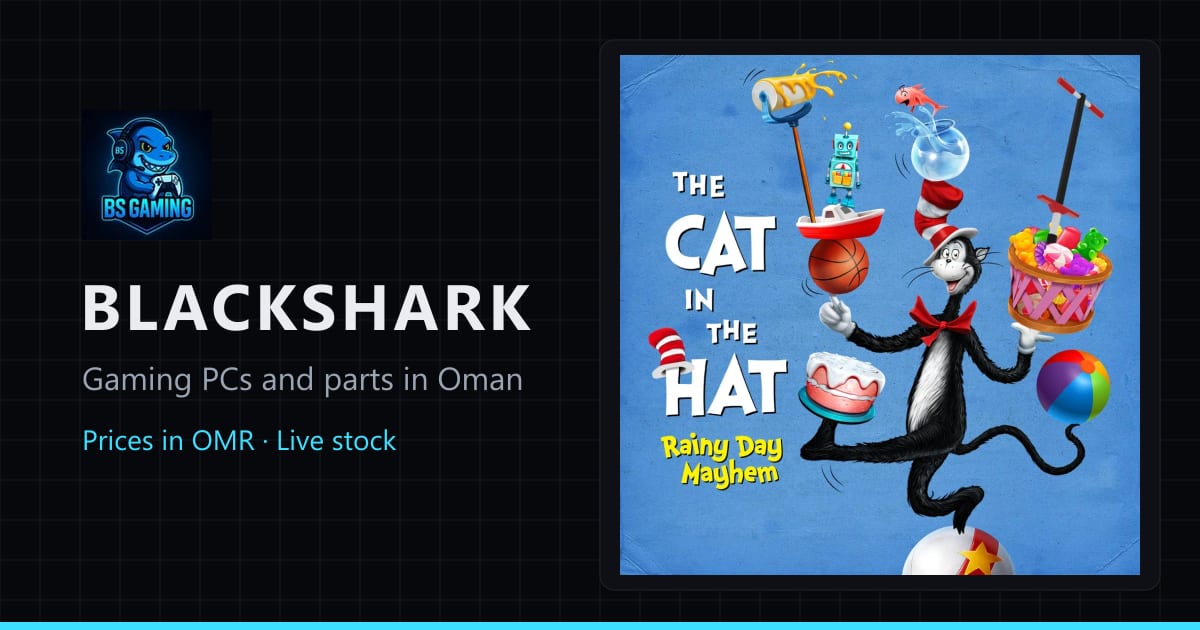 BS
BS GAMING
BLACKSHARK
Gaming PCs and parts in Oman
Prices in OMR · Live stock
THE
CAT
IN
THE
HAT
Rainy Day
Mayhem